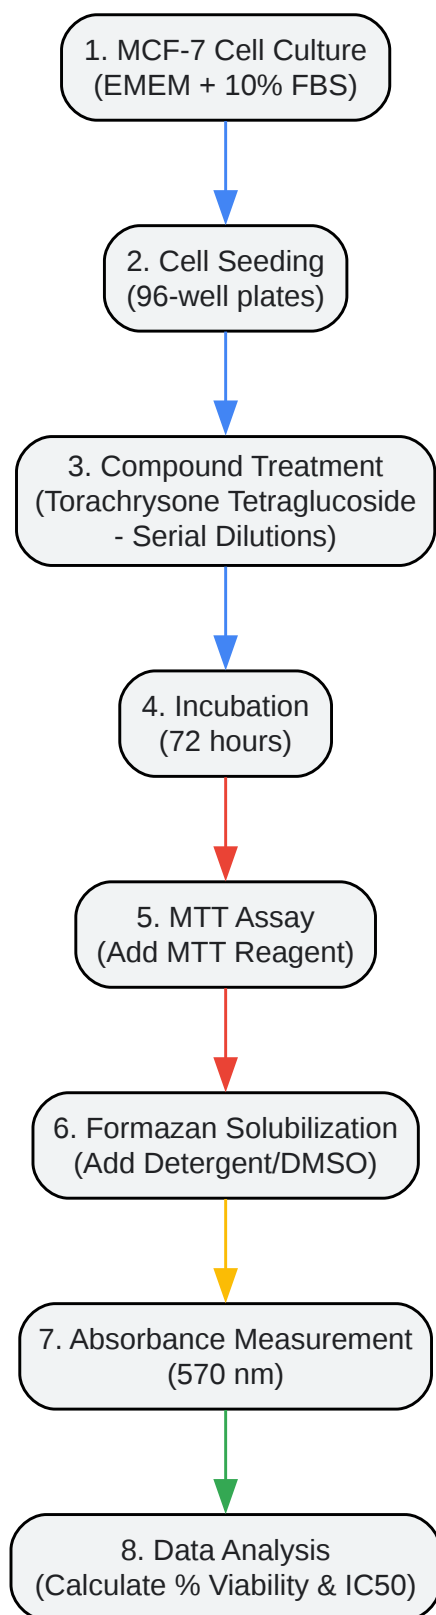 1. MCF-7 Cell Culture
(EMEM + 10% FBS)
2. Cell Seeding
(96-well plates)
3. Compound Treatment
(Torachrysone Tetraglucoside
- Serial Dilutions)
4. Incubation
(72 hours)
5. MTT Assay
(Add MTT Reagent)
6. Formazan Solubilization
(Add Detergent/DMSO)
7. Absorbance Measurement
(570 nm)
8. Data Analysis
(Calculate % Viability & IC50)